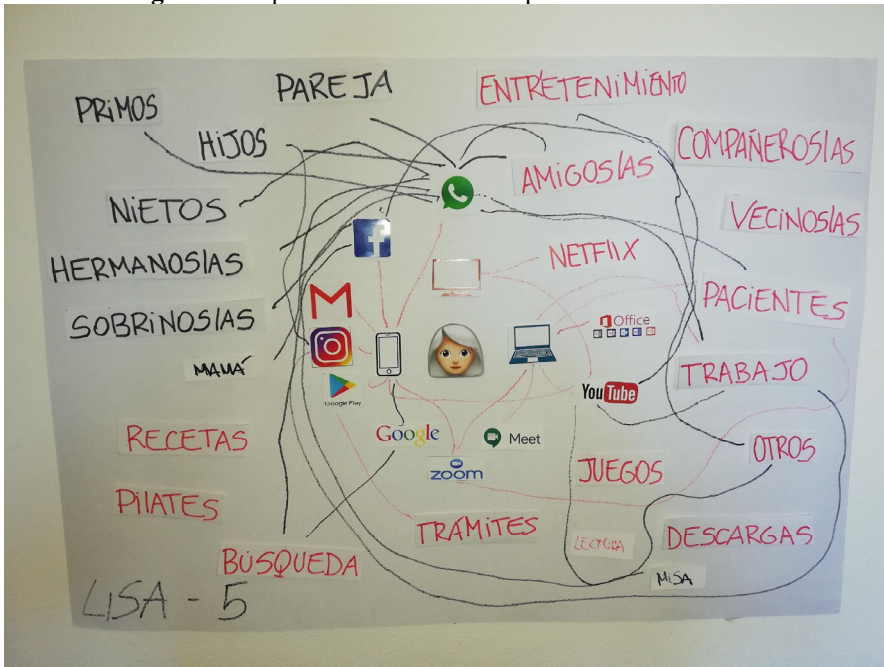 PAREJA
ENTRETENIMIENTO
PRIMOS
HIJOS
COMPAÑEROS/AS
AMIGOS/AS
NIETOS
VECINOS/AS
f
HERMANOS/AS
NETFlIX
PACIENTES
M
SOBRINOS/AS
Office
MAMÁ
TRABAJO
Google Play
YouTube
RECETAS
Google
Meet
OTROS
zoom
JUEGOS
PilATES
TRÁMITES
LECTURA
DESCARGAS
BÚSQUEDA
MiSA
LISA - 5